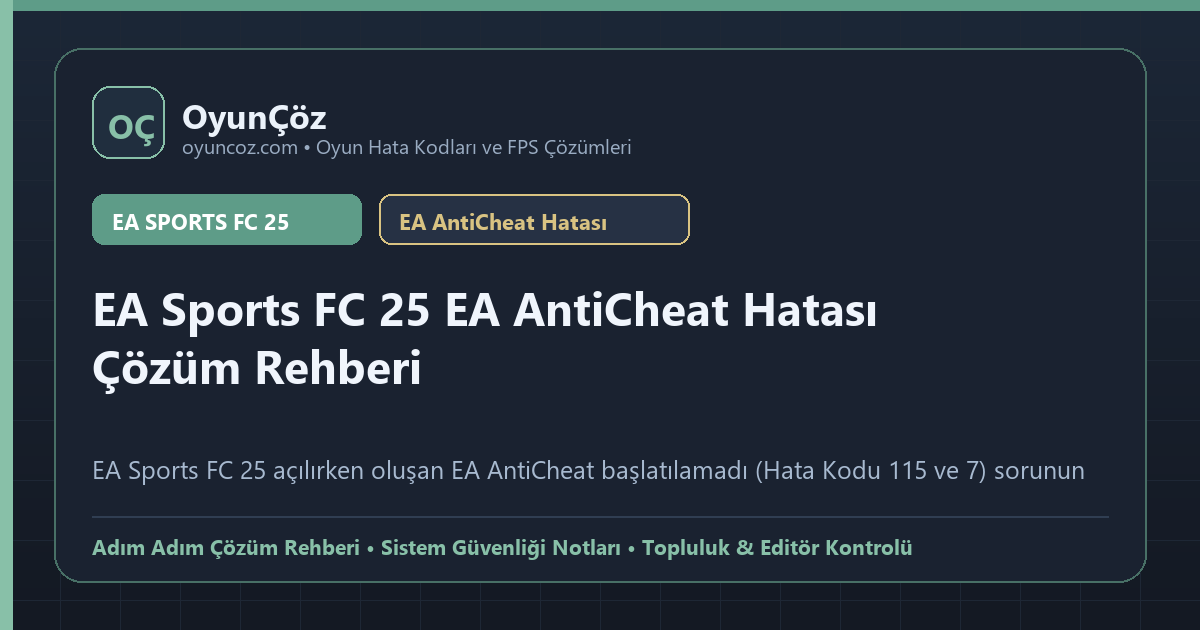 OÇ
OyunÇöz
oyuncoz.com • Oyun Hata Kodları ve FPS Çözümleri
EA SPORTS FC 25
EA AntiCheat Hatası
EA Sports FC 25 EA AntiCheat Hatası
Çözüm Rehberi
EA Sports FC 25 açılırken oluşan EA AntiCheat başlatılamadı (Hata Kodu 115 ve 7) sorunun
Adım Adım Çözüm Rehberi • Sistem Güvenliği Notları • Topluluk & Editör Kontrolü